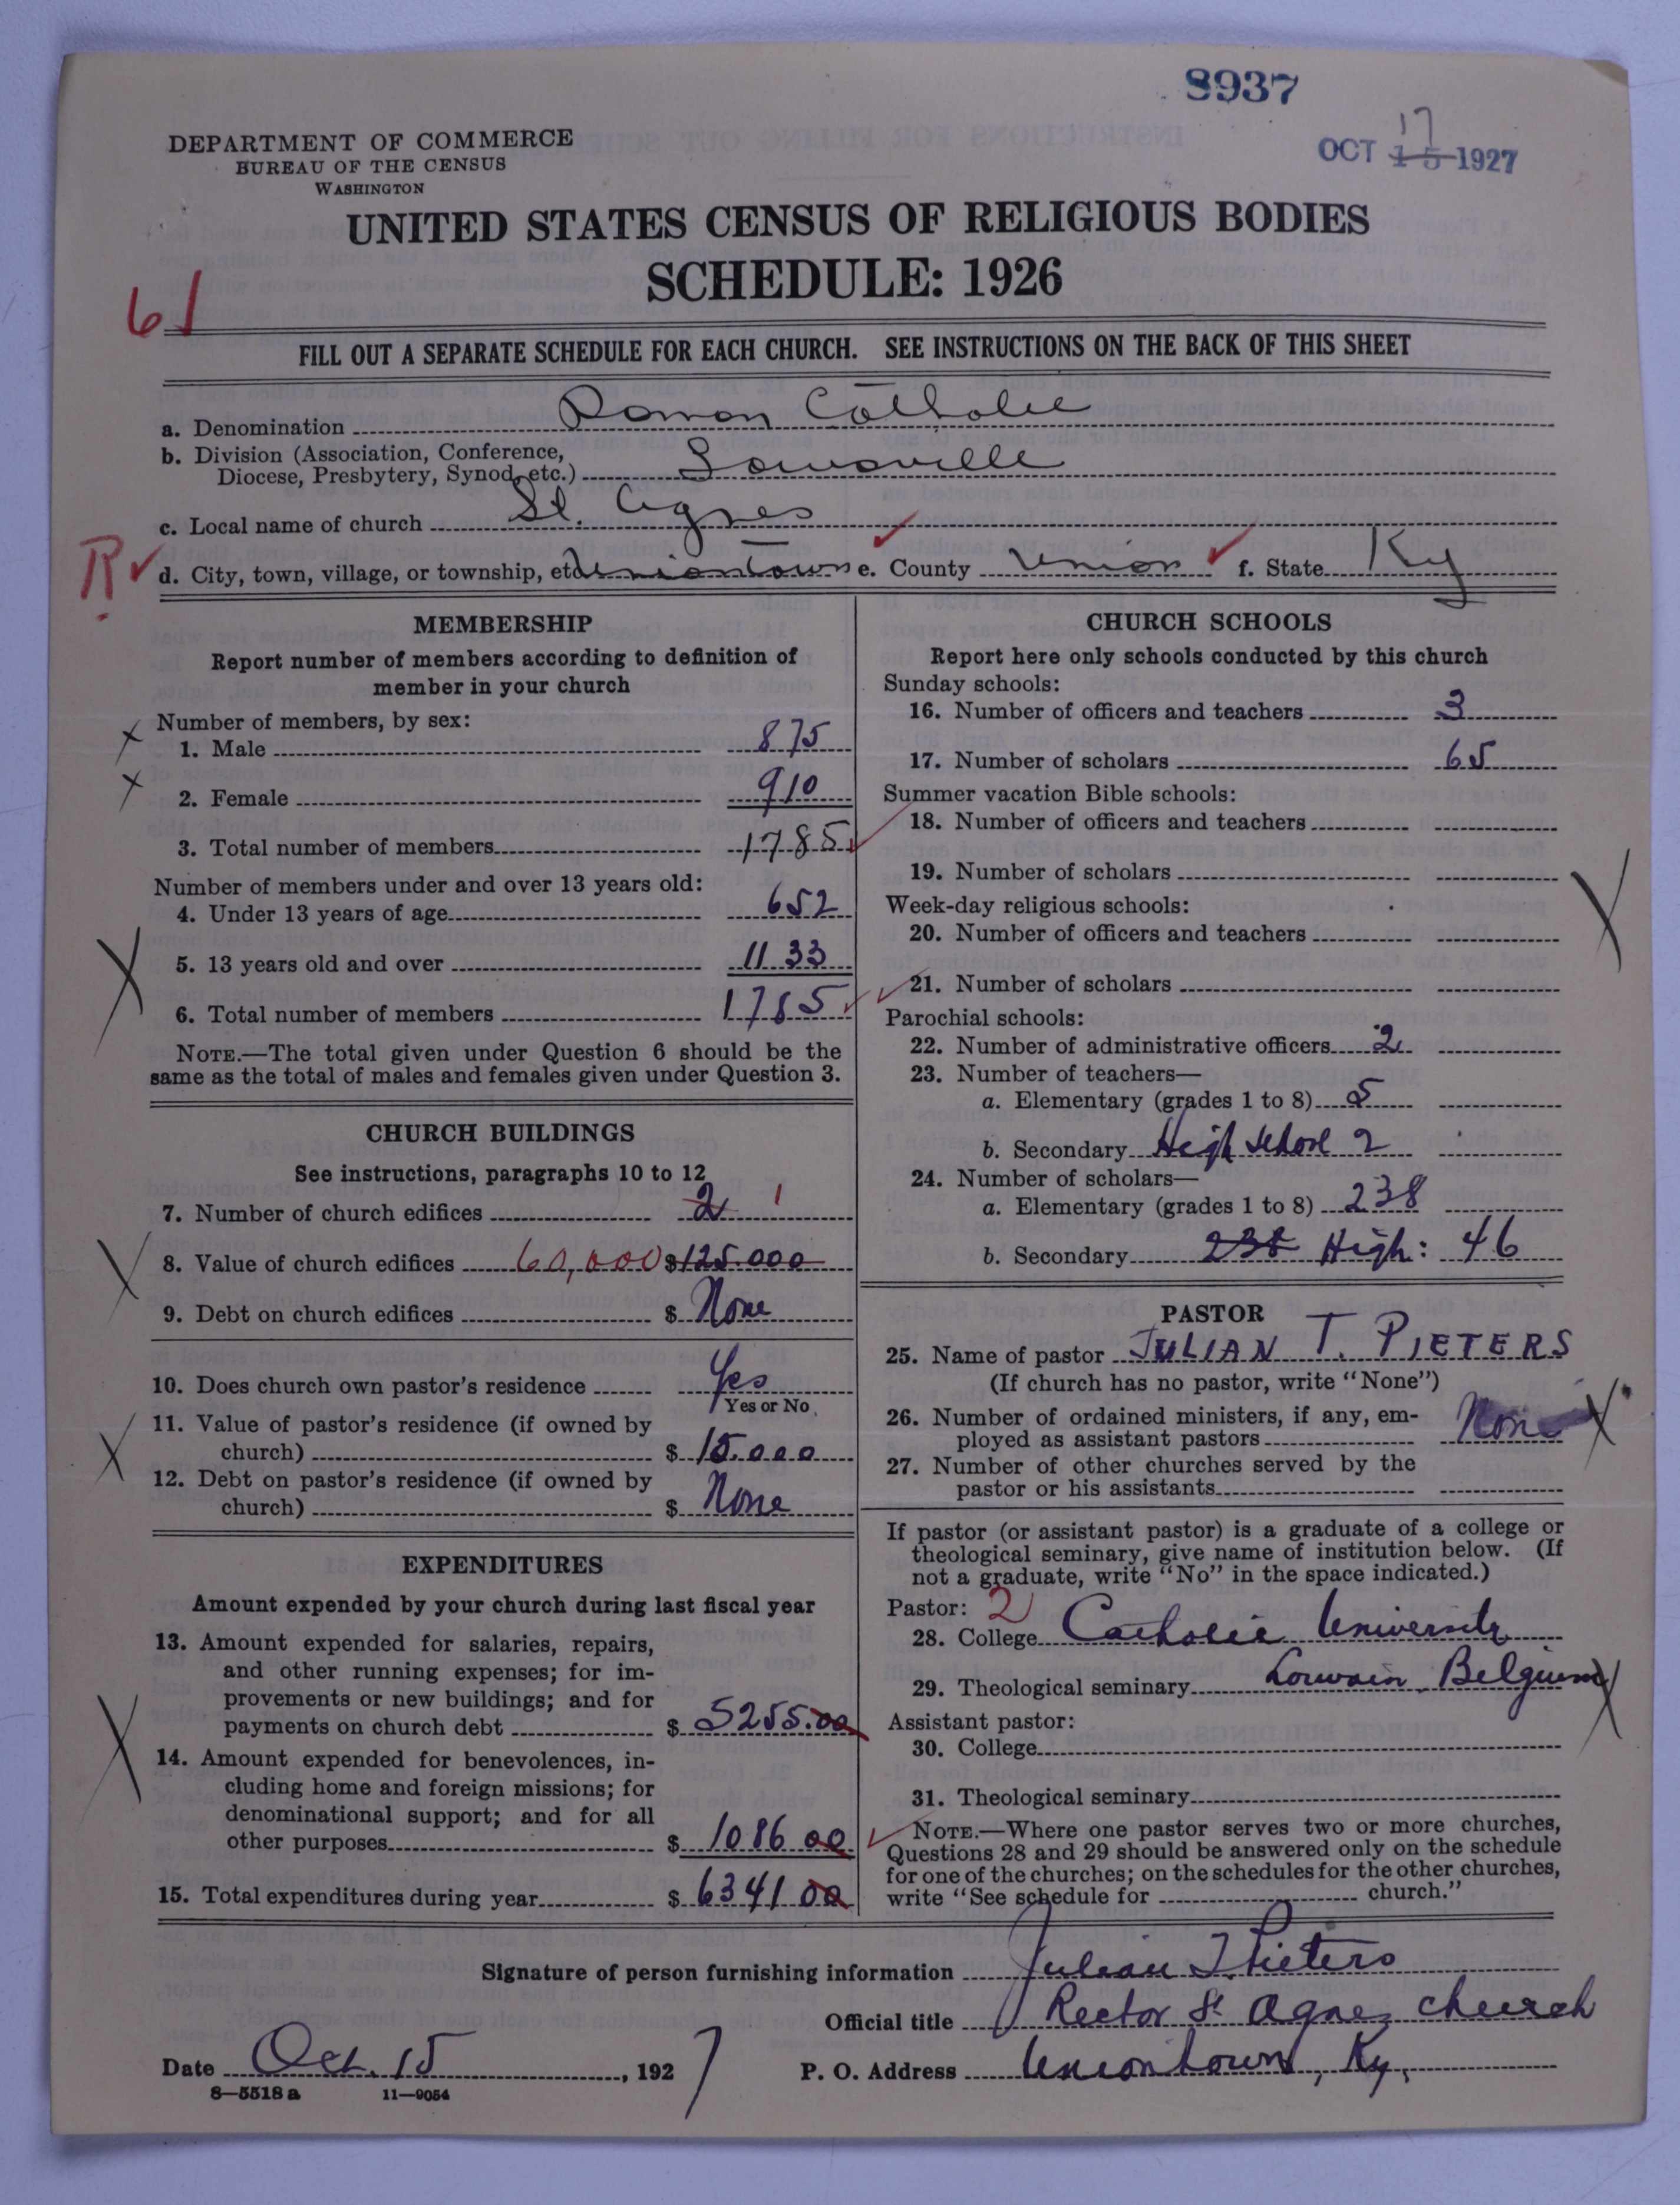 8937
OCT 15 1927
17
DEPARTMENT OF COMMERCE
BUREAU OF THE CENSUS
WASHINGTON
UNITED STATES CENSUS OF RELIGIOUS BODIES
SCHEDULE: 1926
61
FILL OUT A SEPARATE SCHEDULE FOR EACH CHURCH. SEE INSTRUCTIONS ON THE BACK OF THIS SHEET
a. Denomination Roman Catholic
b. Division (Association, Conference,
Diocese, Presbytery, Synod, etc.) Louisville
c. Local name of church St. Agnes
R d. City, town, village, or township, etc. Uniontown e. County Union f. State Ky
MEMBERSHIP
Report number of members according to definition of
member in your church
Number of members, by sex:
1. Male 875
2. Female 910
3. Total number of members 1785
Number of members under and over 13 years old:
4. Under 13 years of age 652
5. 13 years old and over 1133
6. Total number of members 1785
NOTE.—The total given under Question 6 should be the
same as the total of males and females given under Question 3.
CHURCH BUILDINGS
See instructions, paragraphs 10 to 12
7. Number of church edifices 2 1
8. Value of church edifices 60,000 $125.000
9. Debt on church edifices $ None
10. Does church own pastor's residence Yes
Yes or No
11. Value of pastor's residence (if owned by
church) $ 15.000
12. Debt on pastor's residence (if owned by
church) $ None
EXPENDITURES
Amount expended by your church during last fiscal year
13. Amount expended for salaries, repairs,
and other running expenses; for im-
provements or new buildings; and for
payments on church debt $ 5255.00
14. Amount expended for benevolences, in-
cluding home and foreign missions; for
denominational support; and for all
other purposes $ 1086 00
15. Total expenditures during year $ 6341 00
CHURCH SCHOOLS
Report here only schools conducted by this church
Sunday schools:
16. Number of officers and teachers 3
17. Number of scholars 65
Summer vacation Bible schools:
18. Number of officers and teachers
19. Number of scholars
Week-day religious schools:
20. Number of officers and teachers
21. Number of scholars
Parochial schools:
22. Number of administrative officers 2
23. Number of teachers—
a. Elementary (grades 1 to 8) 5
b. Secondary High School 2
24. Number of scholars—
a. Elementary (grades 1 to 8) 238
b. Secondary 238 High: 46
PASTOR
25. Name of pastor JULIAN T. PIETERS
(If church has no pastor, write "None")
26. Number of ordained ministers, if any, em-
ployed as assistant pastors None
27. Number of other churches served by the
pastor or his assistants
If pastor (or assistant pastor) is a graduate of a college or
theological seminary, give name of institution below. (If
not a graduate, write "No" in the space indicated.)
Pastor: 2
28. College Catholic University
29. Theological seminary Louvain Belgium
Assistant pastor:
30. College
31. Theological seminary
NOTE.—Where one pastor serves two or more churches,
Questions 28 and 29 should be answered only on the schedule
for one of the churches; on the schedules for the other churches,
write "See schedule for church."
Signature of person furnishing information Julian T. Pieters
Official title Rector St Agnes church
Date Oct. 15, 1927 P. O. Address Uniontown, Ky.
8—5518 a 11—9054